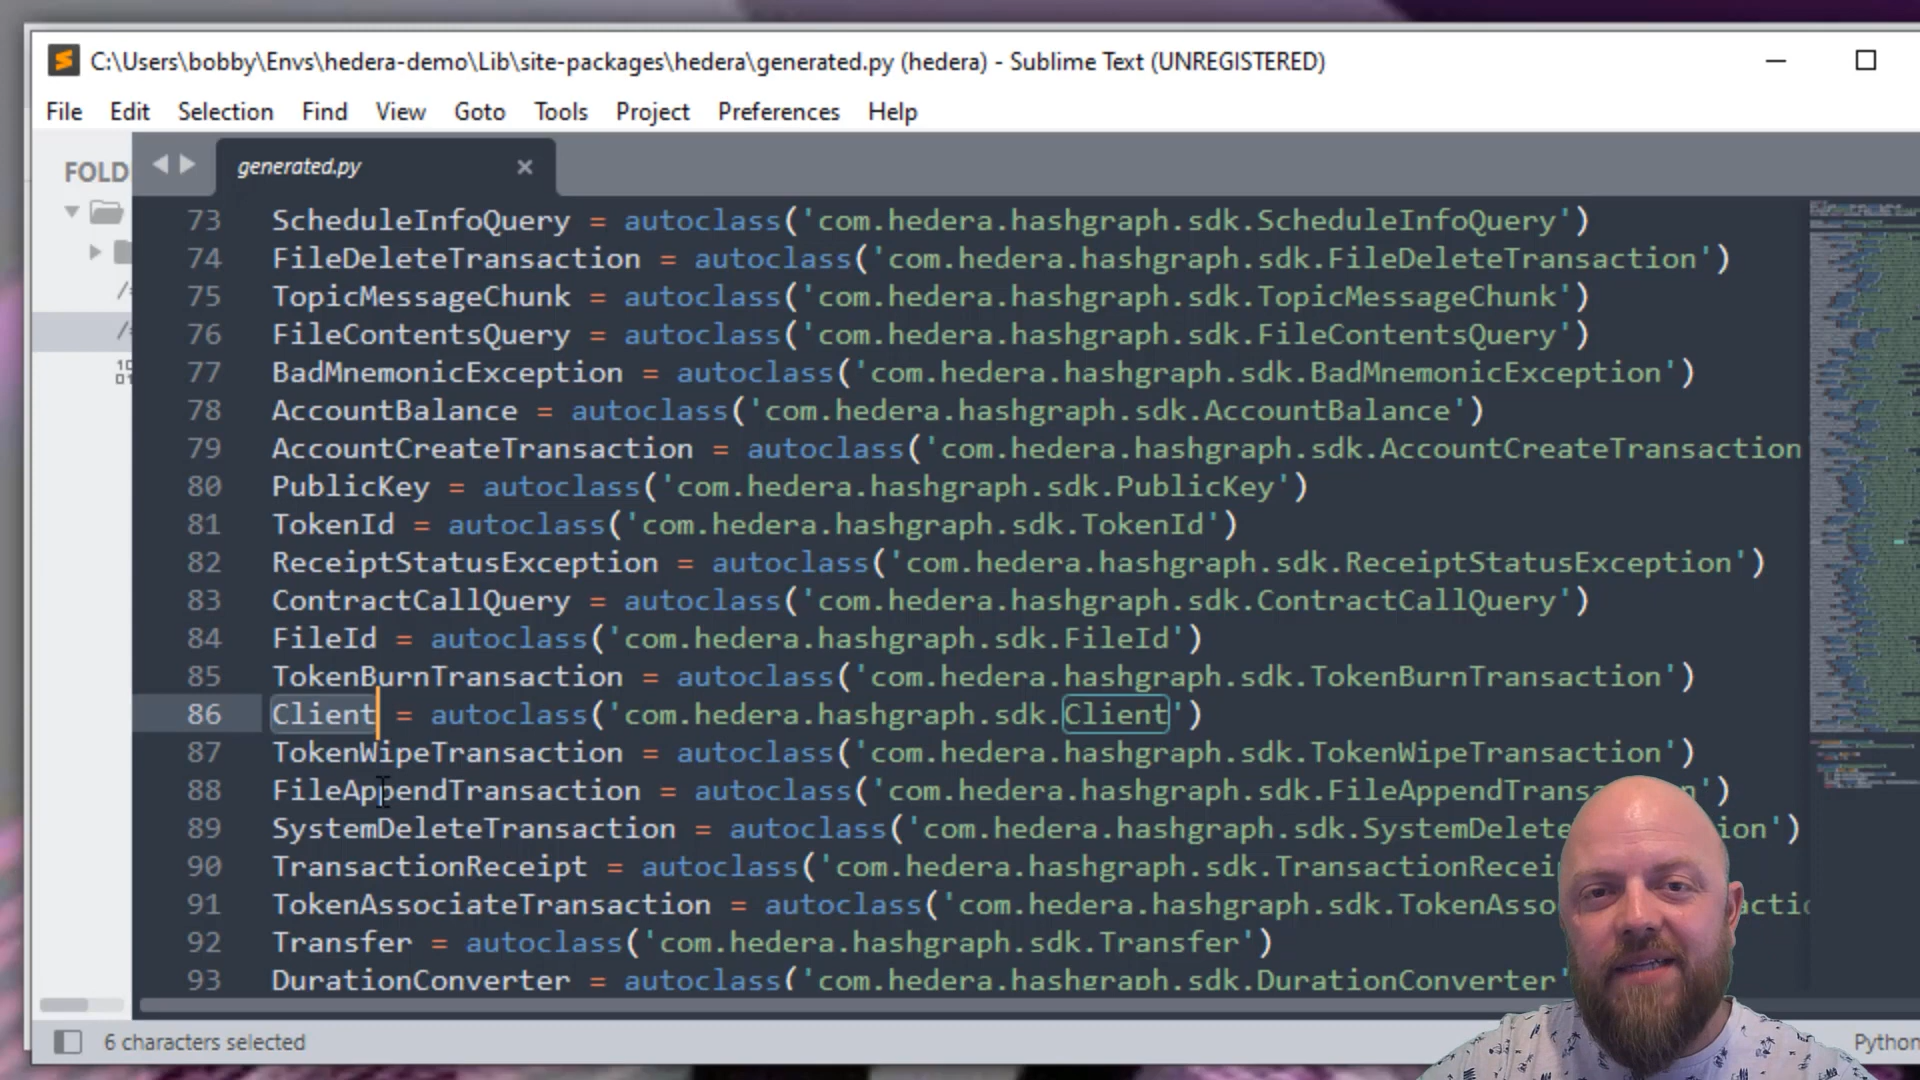 C:\Users\bobby\Envs\hedera-demo\Lib\site-packages\hedera\generated.py (hedera) - Sublime Text (UNREGISTERED)
File Edit Selection Find View Goto Tools Project Preferences Help
FOLD
generated.py
73 ScheduleInfoQuery = autoclass('com.hedera.hashgraph.sdk.ScheduleInfoQuery')
74 FileDeleteTransaction = autoclass('com.hedera.hashgraph.sdk.FileDeleteTransaction')
75 TopicMessageChunk = autoclass('com.hedera.hashgraph.sdk.TopicMessageChunk')
76 FileContentsQuery = autoclass('com.hedera.hashgraph.sdk.FileContentsQuery')
77 BadMnemonicException = autoclass('com.hedera.hashgraph.sdk.BadMnemonicException')
78 AccountBalance = autoclass('com.hedera.hashgraph.sdk.AccountBalance')
79 AccountCreateTransaction = autoclass('com.hedera.hashgraph.sdk.AccountCreateTransaction
80 PublicKey = autoclass('com.hedera.hashgraph.sdk.PublicKey')
81 TokenId = autoclass('com.hedera.hashgraph.sdk.TokenId')
82 ReceiptStatusException = autoclass('com.hedera.hashgraph.sdk.ReceiptStatusException')
83 ContractCallQuery = autoclass('com.hedera.hashgraph.sdk.ContractCallQuery')
84 FileId = autoclass('com.hedera.hashgraph.sdk.FileId')
85 TokenBurnTransaction = autoclass('com.hedera.hashgraph.sdk.TokenBurnTransaction')
86 Client = autoclass('com.hedera.hashgraph.sdk.Client')
87 TokenWipeTransaction = autoclass('com.hedera.hashgraph.sdk.TokenWipeTransaction')
88 FileAppendTransaction = autoclass('com.hedera.hashgraph.sdk.FileAppendTransa n')
89 SystemDeleteTransaction = autoclass('com.hedera.hashgraph.sdk.SystemDelete ion')
90 TransactionReceipt = autoclass('com.hedera.hashgraph.sdk.TransactionRecei
91 TokenAssociateTransaction = autoclass('com.hedera.hashgraph.sdk.TokenAsso actio
92 Transfer = autoclass('com.hedera.hashgraph.sdk.Transfer')
93 DurationConverter = autoclass('com.hedera.hashgraph.sdk.DurationConverter'
6 characters selected
Python